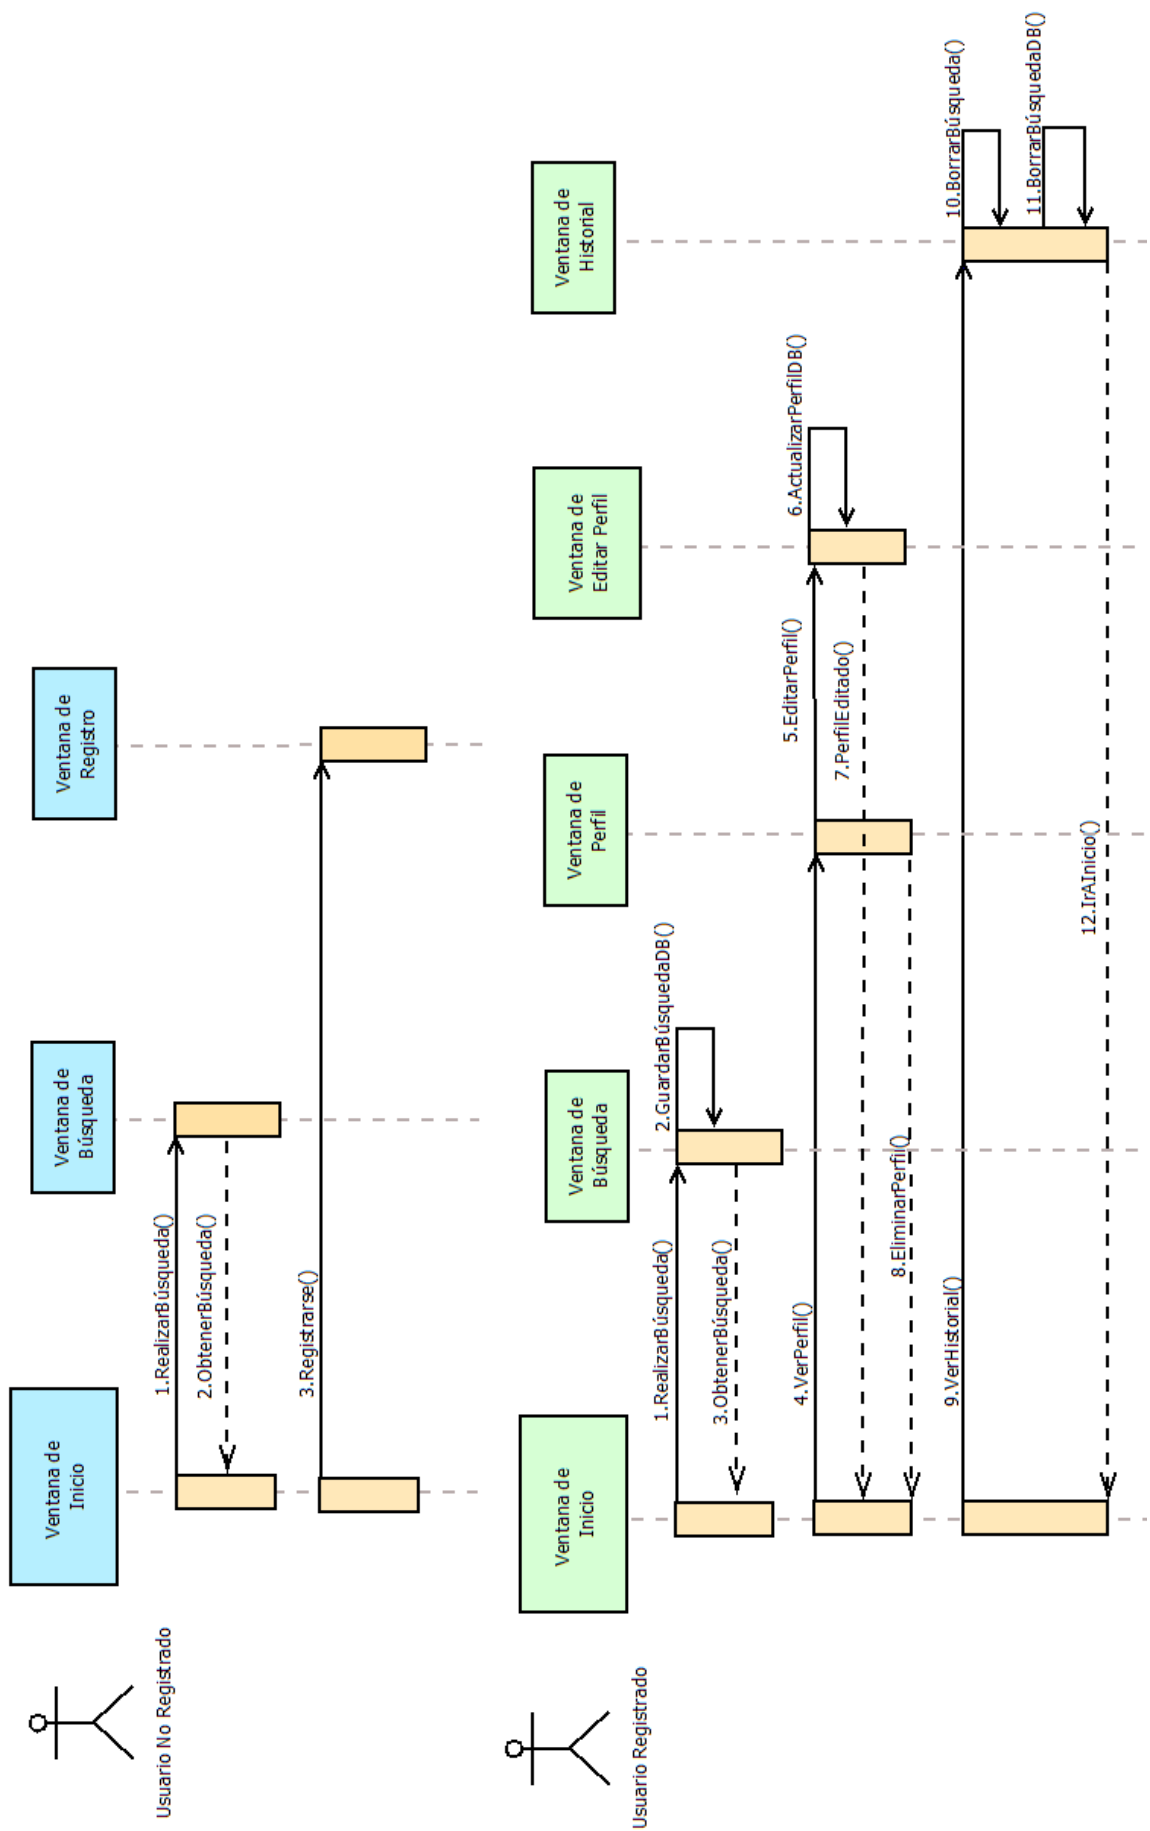 Usuario No Registrado
Ventana de
Inicio
Ventana de
Búsqueda
Ventana de
Registro
1.RealizarBúsqueda()
2.ObtenerBúsqueda()
3.Registrarse()
Usuario Registrado
Ventana de
Inicio
Ventana de
Búsqueda
Ventana de
Perfil
Ventana de
Editar Perfil
Ventana de
Historial
1.RealizarBúsqueda()
2.GuardarBúsquedaDB()
3.ObtenerBúsqueda()
4.VerPerfil()
5.EditarPerfil()
6.ActualizarPerfilDB()
7.PerfilEditado()
8.EliminarPerfil()
9.VerHistorial()
10.BorrarBúsqueda()
11.BorrarBúsquedaDB()
12.IrAInicio()